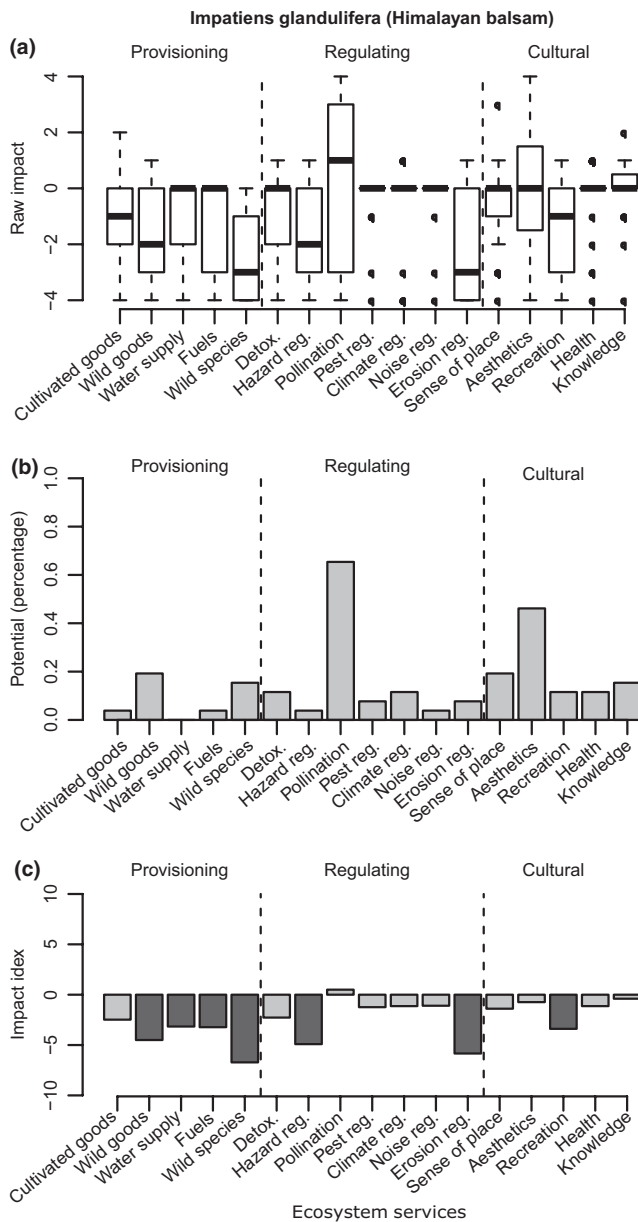 Impatiens glandulifera (Himalayan balsam)
(a)
Provisioning Regulating Cultural
Raw impact
4
2
0
−2
−4
Cultivated goods
Wild goods
Water supply
Fuels
Wild species
Detox.
Hazard reg.
Pollination
Pest reg.
Climate reg.
Noise reg.
Erosion reg.
Sense of place
Aesthetics
Recreation
Health
Knowledge
(b)
Provisioning Regulating Cultural
Potential (percentage)
1.0
0.8
0.6
0.4
0.2
0.0
Cultivated goods
Wild goods
Water supply
Fuels
Wild species
Detox.
Hazard reg.
Pollination
Pest reg.
Climate reg.
Noise reg.
Erosion reg.
Sense of place
Aesthetics
Recreation
Health
Knowledge
(c)
Provisioning Regulating Cultural
Impact idex
10
5
0
−5
−10
Cultivated goods
Wild goods
Water supply
Fuels
Wild species
Detox.
Hazard reg.
Pollination
Pest reg.
Climate reg.
Noise reg.
Erosion reg.
Sense of place
Aesthetics
Recreation
Health
Knowledge
Ecosystem services